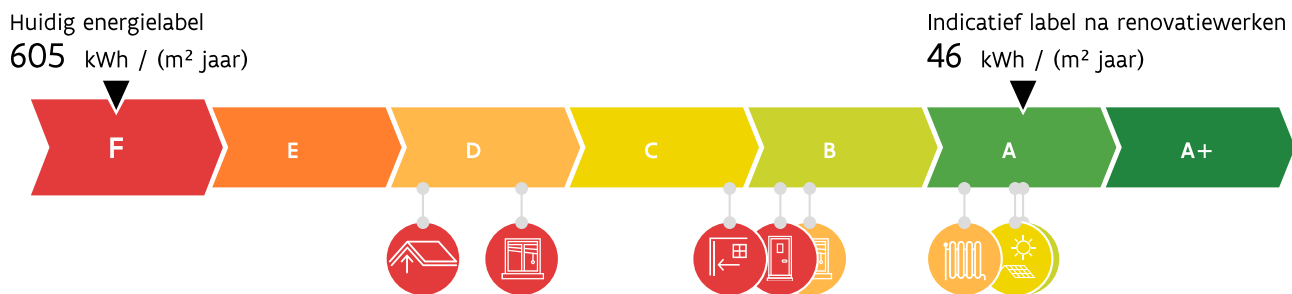 Huidig energielabel
605 kWh / (m² jaar)
Indicatief label na renovatiewerken
46 kWh / (m² jaar)
F E D C B A A+